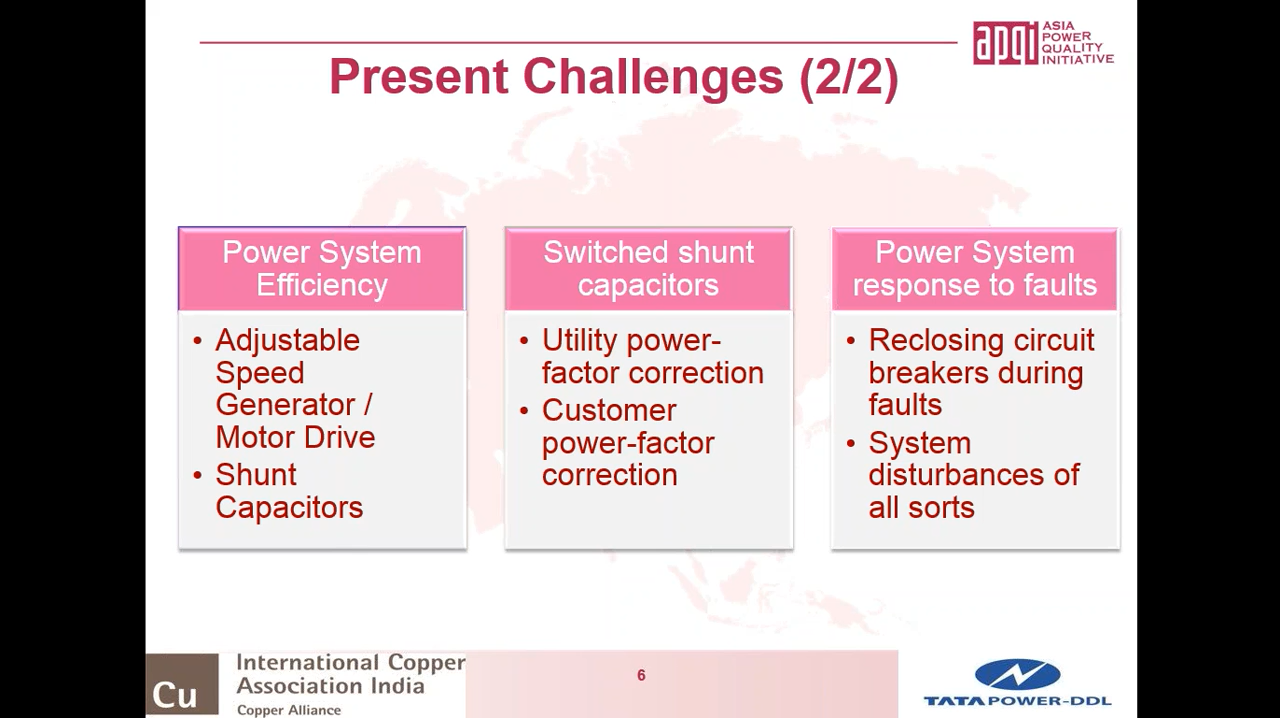 apqi
ASIA
POWER
QUALITY
INITIATIVE
Present Challenges (2/2)
Power System
Efficiency
• Adjustable
Speed
Generator /
Motor Drive
• Shunt
Capacitors
Switched shunt
capacitors
• Utility power-
factor correction
• Customer
power-factor
correction
Power System
response to faults
• Reclosing circuit
breakers during
faults
• System
disturbances of
all sorts
Cu
International Copper
Association India
Copper Alliance
6
TATA POWER-DDL